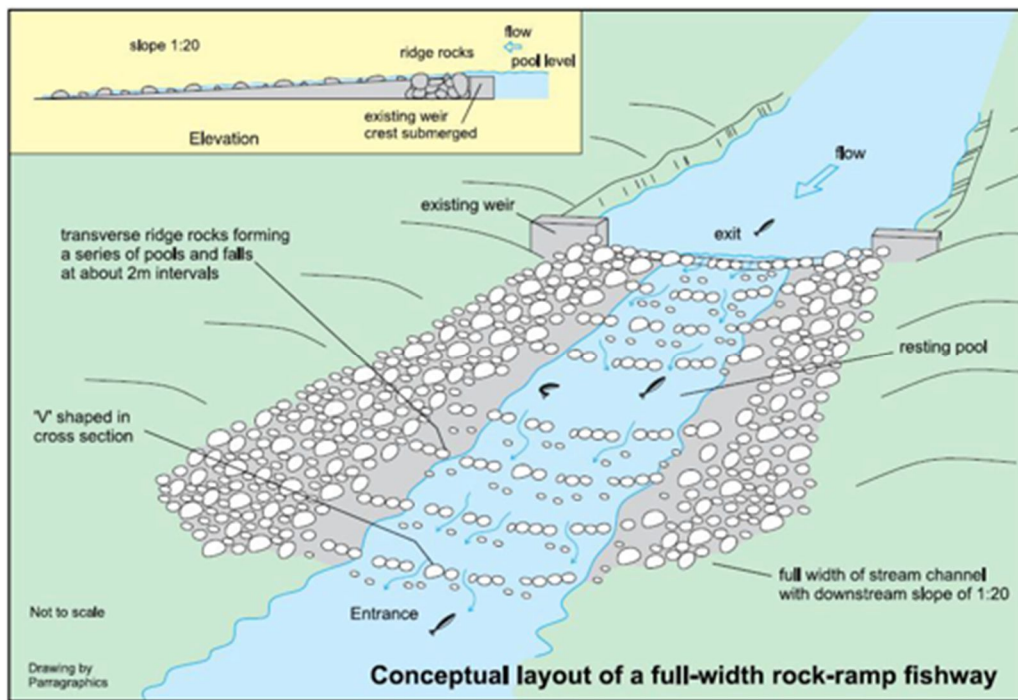 slope 1:20
ridge rocks
flow
pool level
existing weir
crest submerged
Elevation
flow
existing weir
exit
transverse ridge rocks forming
a series of pools and falls
at about 2m intervals
resting pool
'V' shaped in
cross section
full width of stream channel
with downstream slope of 1:20
Entrance
Not to scale
Drawing by
Parragraphics
Conceptual layout of a full-width rock-ramp fishway